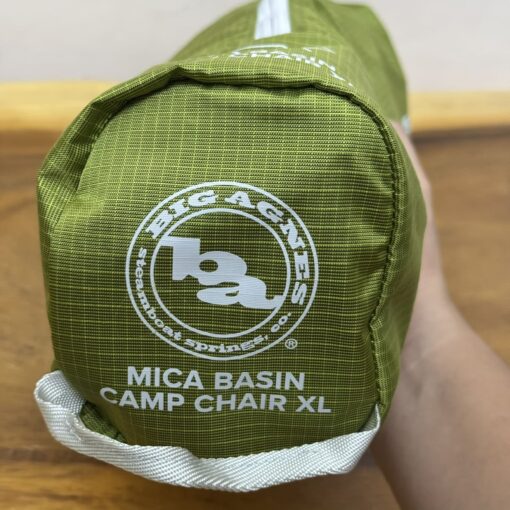 BIG AGNES
ba
steamboat springs, co.
®
MICA BASIN
CAMP CHAIR XL